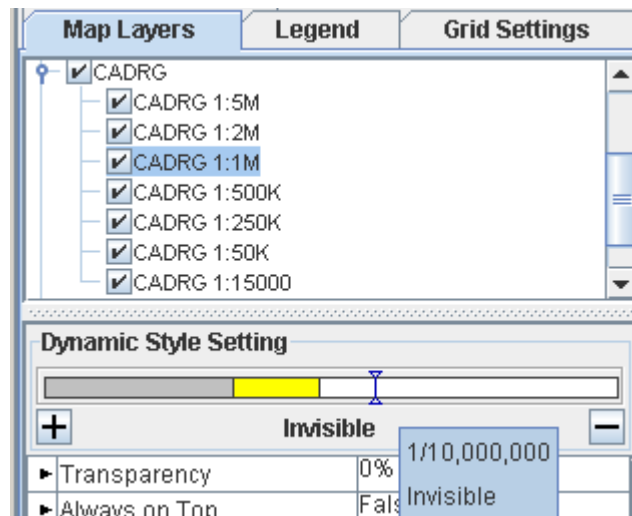 Map Layers Legend Grid Settings
CADRG
CADRG 1:5M
CADRG 1:2M
CADRG 1:1M
CADRG 1:500K
CADRG 1:250K
CADRG 1:50K
CADRG 1:15000
Dynamic Style Setting
+ Invisible −
1/10,000,000
Invisible
Transparency 0%
Always on Top